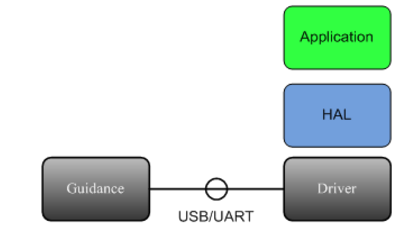 Application
HAL
Guidance
Driver
USB/UART